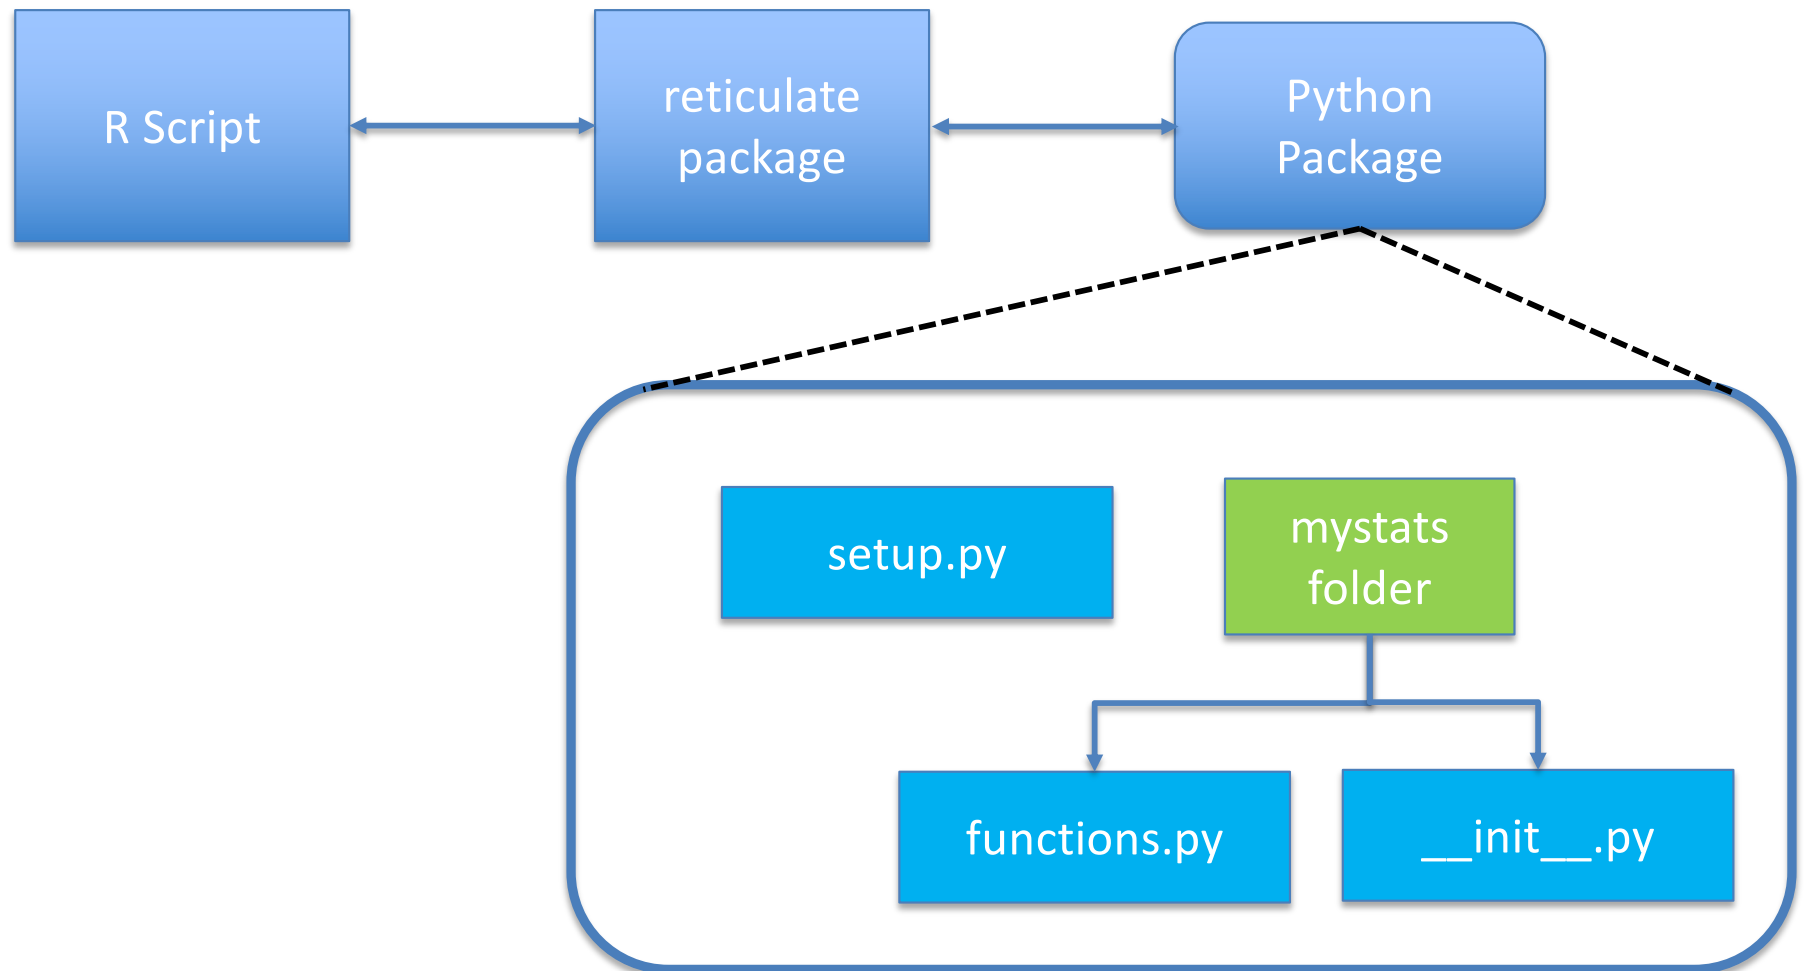 R Script
reticulate
package
Python
Package
setup.py
mystats
folder
functions.py
__init__.py